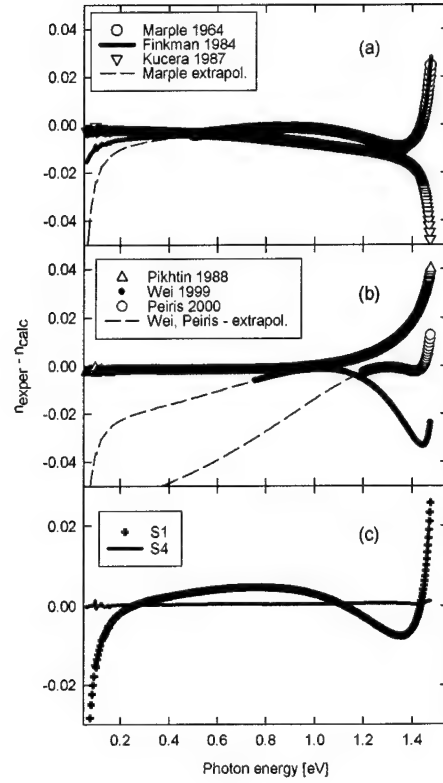 0.04
0.02
0.00
-0.02
-0.04
Marple 1964
Finkman 1984
Kucera 1987
Marple extrapol.
(a)
0.04
0.02
0.00
-0.02
-0.04
Pikhtin 1988
Wei 1999
Peiris 2000
Wei, Peiris - extrapol.
(b)
n exper - n calc
0.02
0.00
-0.02
S1
S4
(c)
0.2 0.4 0.6 0.8 1.0 1.2 1.4
Photon energy [eV]